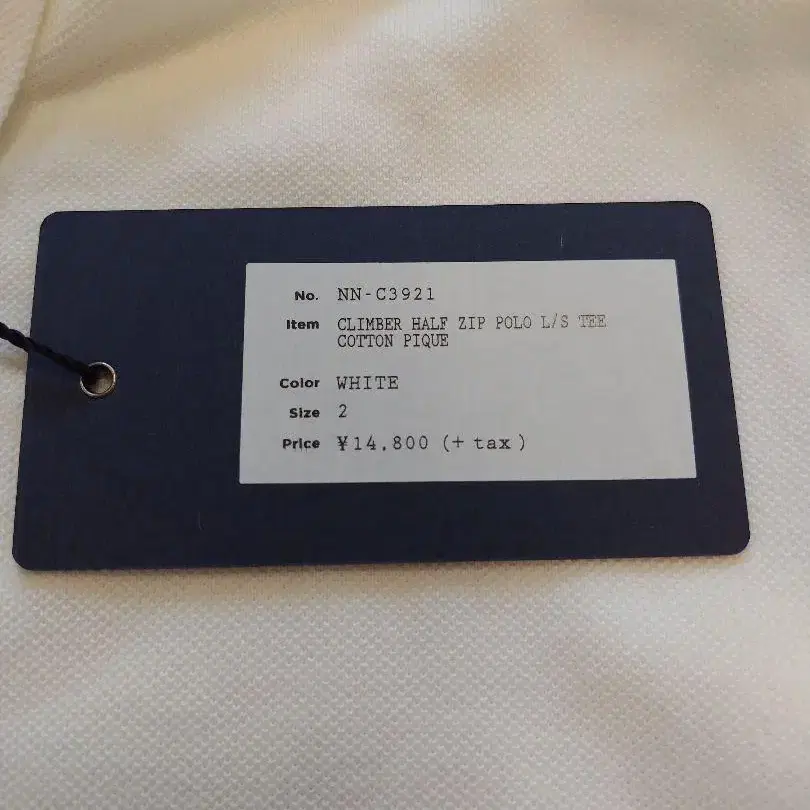 No. NN-C3921
Item CLIMBER HALF ZIP POLO L/S TEE
COTTON PIQUE
Color WHITE
Size 2
Price ¥14,800 (+ tax)